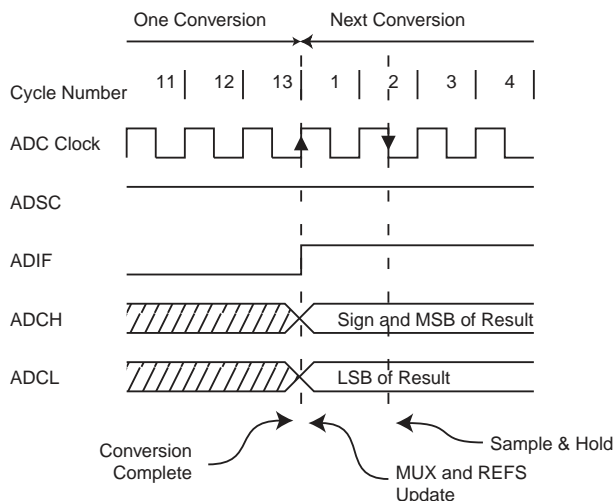 One Conversion Next Conversion
Cycle Number 11 12 13 1 2 3 4
ADC Clock
ADSC
ADIF
ADCH Sign and MSB of Result
ADCL LSB of Result
Conversion
Complete
MUX and REFS
Update
Sample & Hold